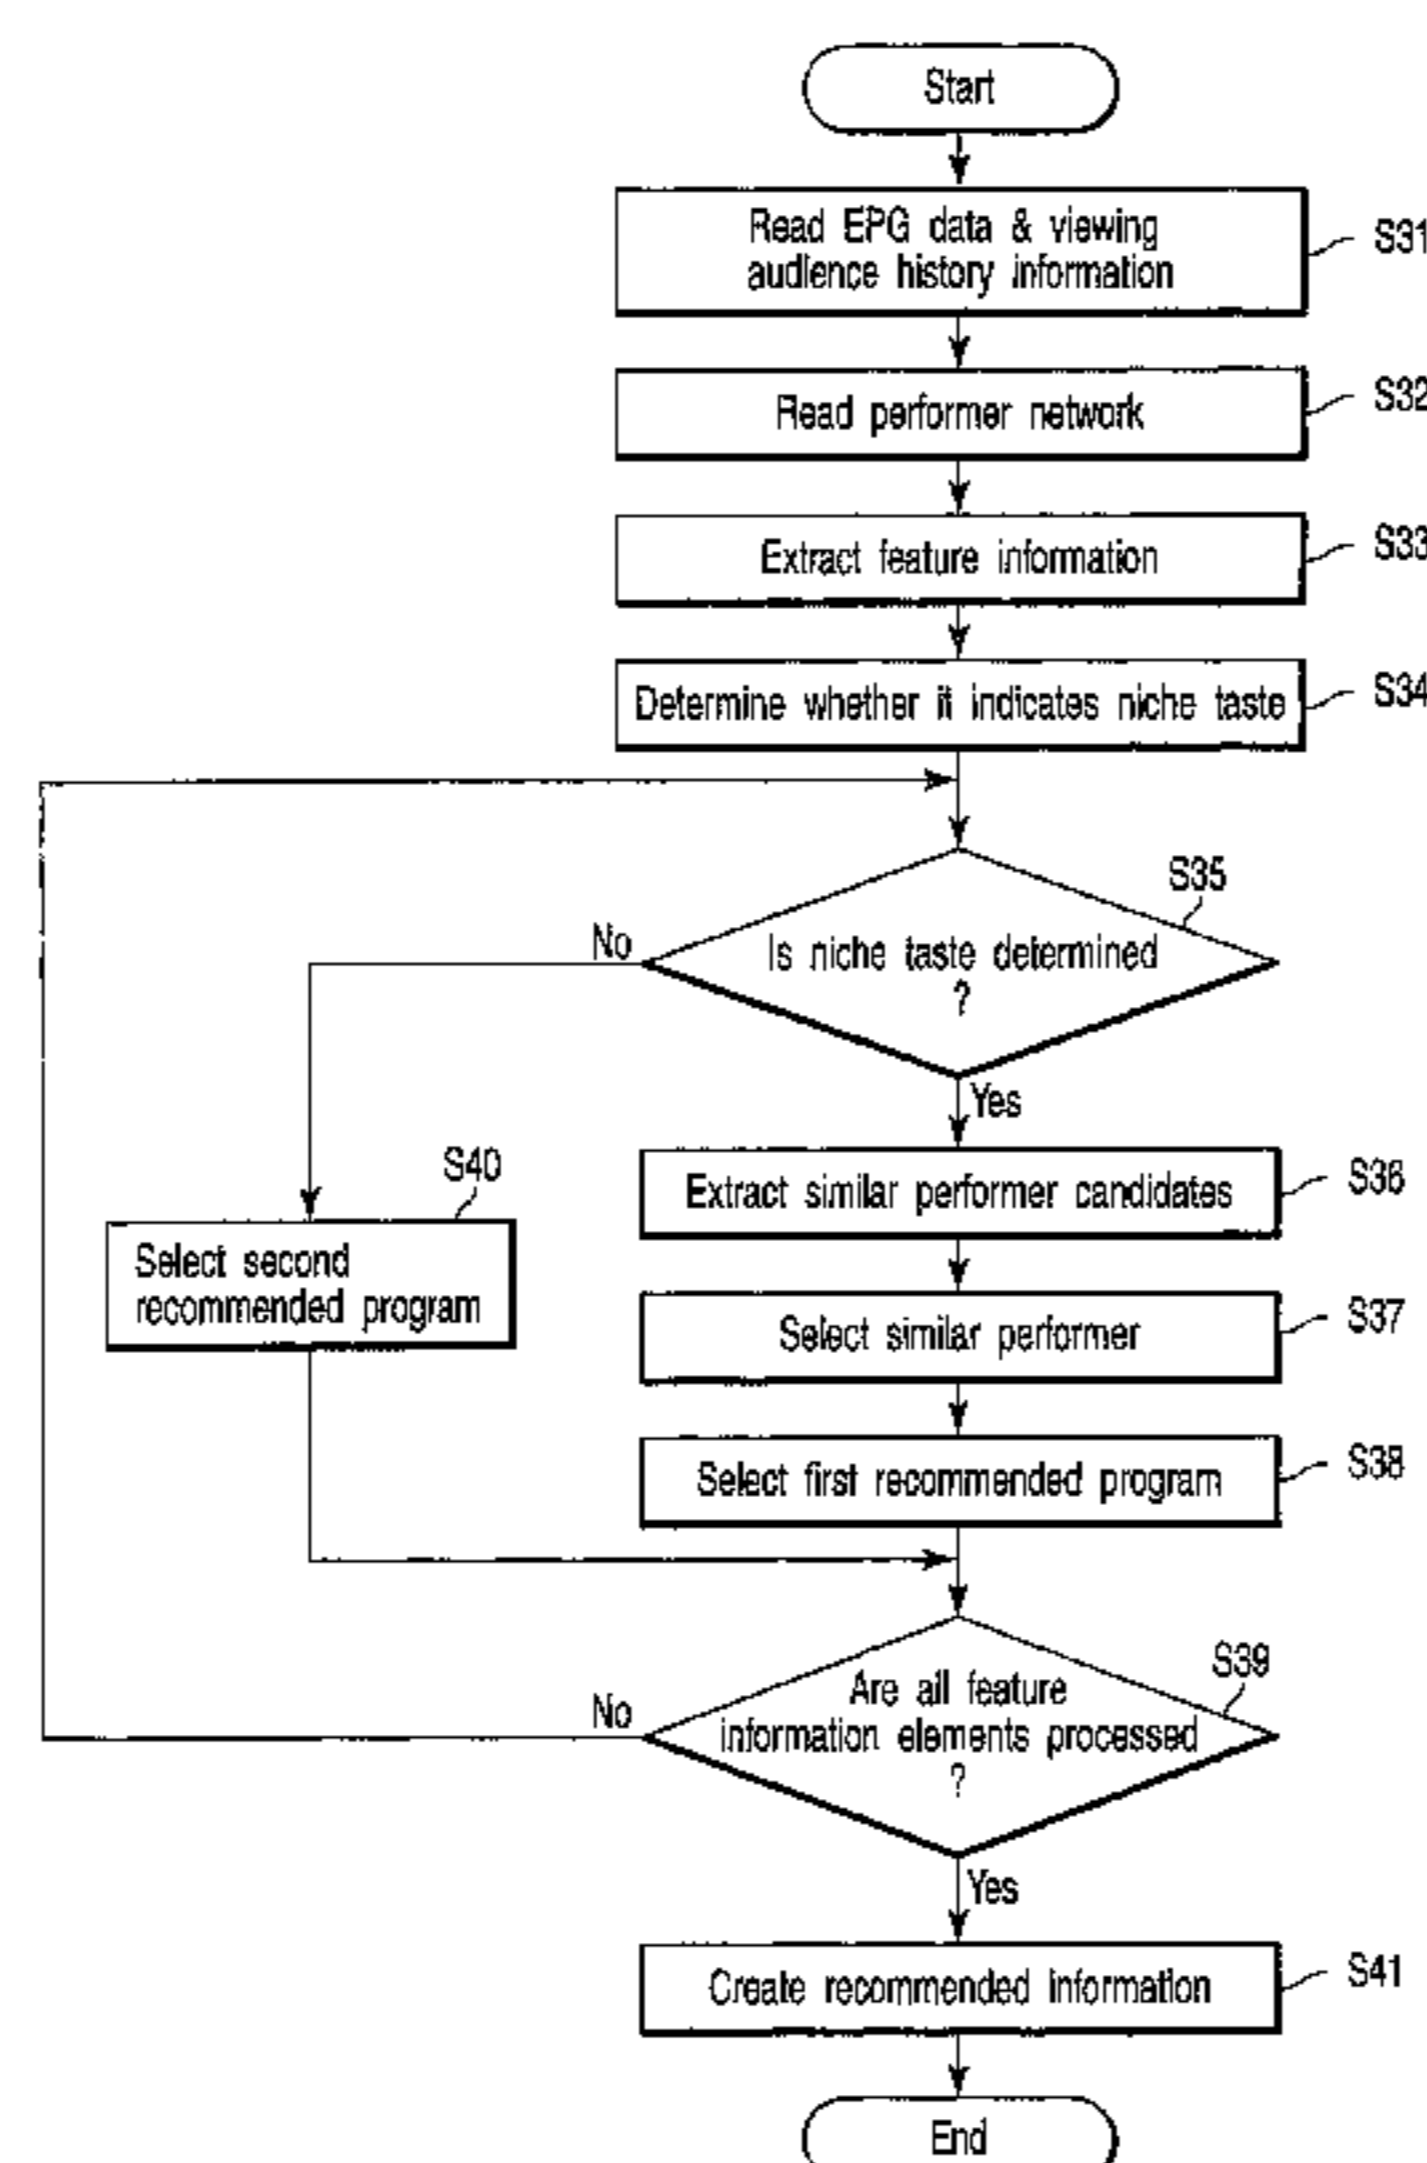 Start
Read EPG data & viewing
audience history information
S31
Read performer network
S32
Extract feature information
S33
Determine whether it indicates niche taste
S34
S35
No
Is niche taste determined
?
Yes
S40
Select second
recommended program
Extract similar performer candidates
S36
Select similar performer
S37
Select first recommended program
S38
S39
No
Are all feature
information elements processed
?
Yes
Create recommended information
S41
End